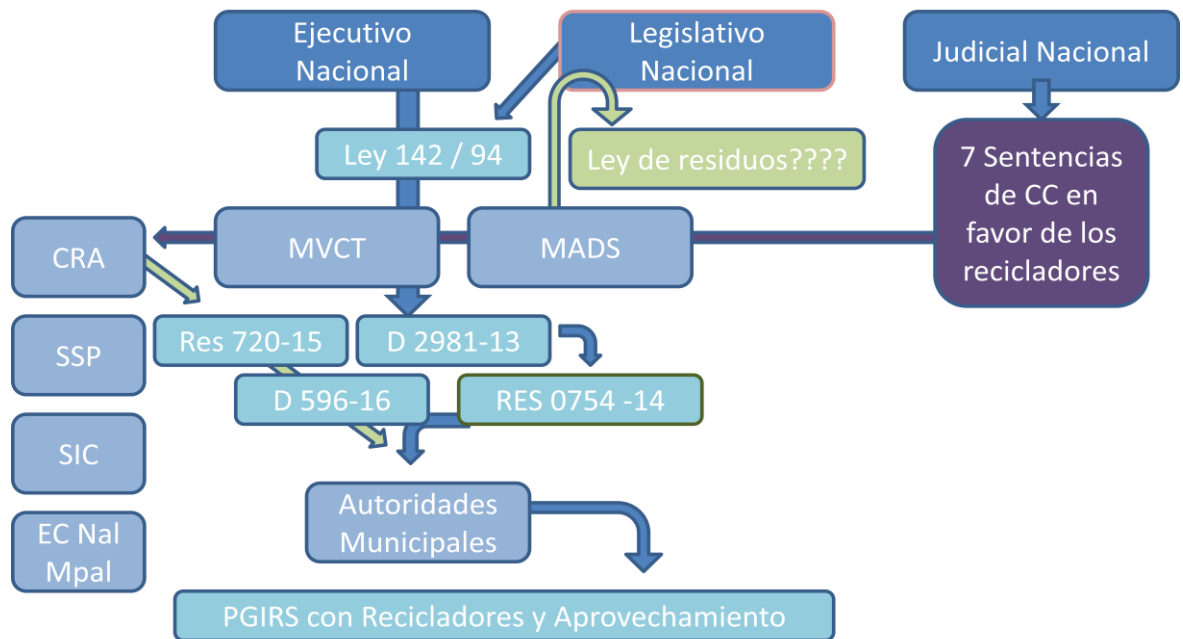 Ejecutivo
Nacional
Legislativo
Nacional
Judicial Nacional
Ley 142 / 94
Ley de residuos????
7 Sentencias
de CC en
favor de los
recicladores
CRA
MVCT
MADS
SSP
Res 720-15
D 2981-13
D 596-16
RES 0754 -14
SIC
Autoridades
Municipales
EC Nal
Mpal
PGIRS con Recicladores y Aprovechamiento